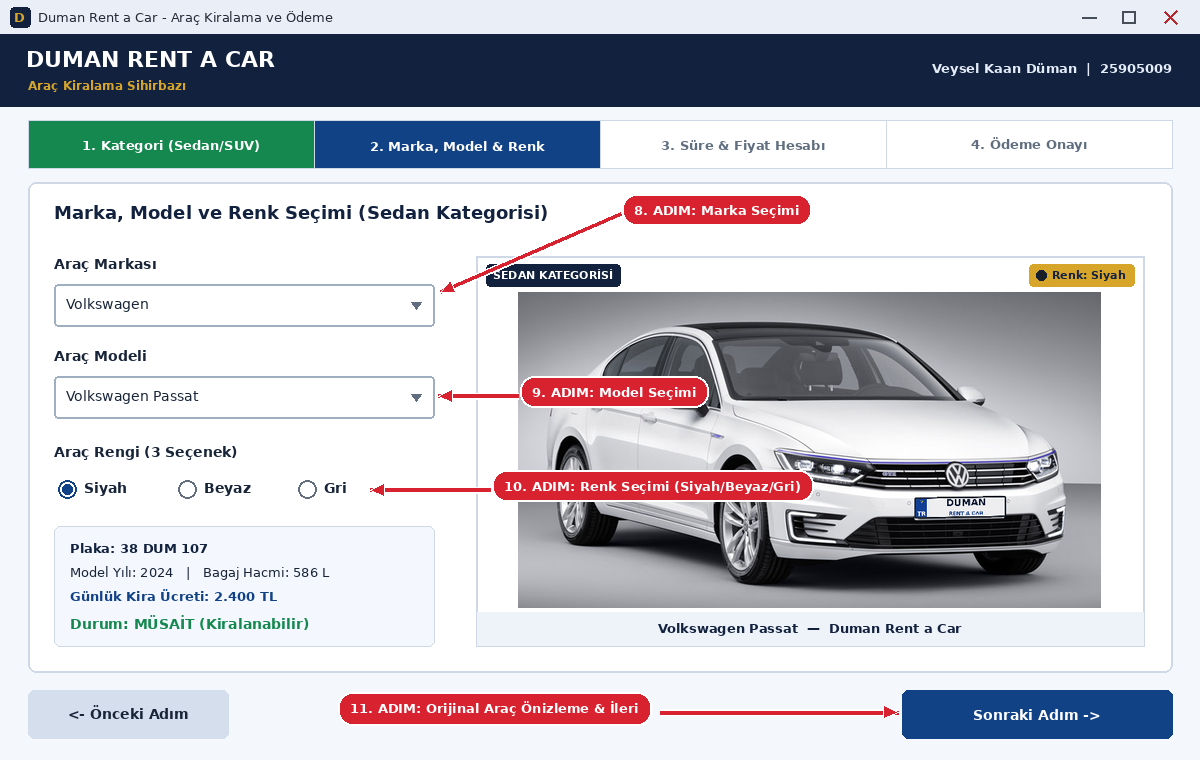 D Duman Rent a Car - Araç Kiralama ve Ödeme
DUMAN RENT A CAR
Araç Kiralama Sihirbazı
Veysel Kaan Düman | 25905009
1. Kategori (Sedan/SUV)
2. Marka, Model & Renk
3. Süre & Fiyat Hesabı
4. Ödeme Onayı
Marka, Model ve Renk Seçimi (Sedan Kategorisi)
8. ADIM: Marka Seçimi
Araç Markası
Volkswagen
Araç Modeli
Volkswagen Passat
9. ADIM: Model Seçimi
Araç Rengi (3 Seçenek)
Siyah
Beyaz
Gri
10. ADIM: Renk Seçimi (Siyah/Beyaz/Gri)
Plaka: 38 DUM 107
Model Yılı: 2024 | Bagaj Hacmi: 586 L
Günlük Kira Ücreti: 2.400 TL
Durum: MÜSAİT (Kiralanabilir)
SEDAN KATEGORİSİ
Renk: Siyah
GTE
TR
DUMAN
RENT A CAR
Volkswagen Passat — Duman Rent a Car
<- Önceki Adım
11. ADIM: Orijinal Araç Önizleme & İleri
Sonraki Adım ->